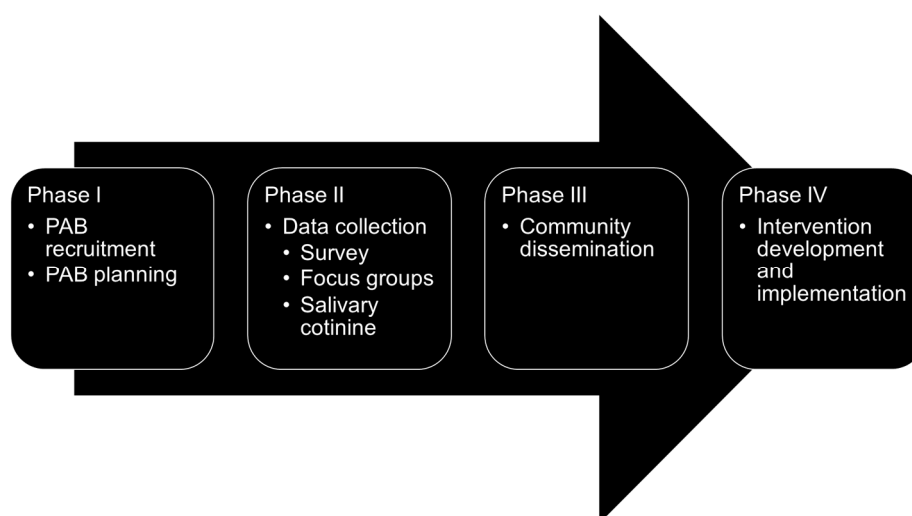 Phase I
• PAB
recruitment
• PAB planning
Phase II
• Data collection
• Survey
• Focus groups
• Salivary
cotinine
Phase III
• Community
dissemination
Phase IV
• Intervention
development
and
implementation